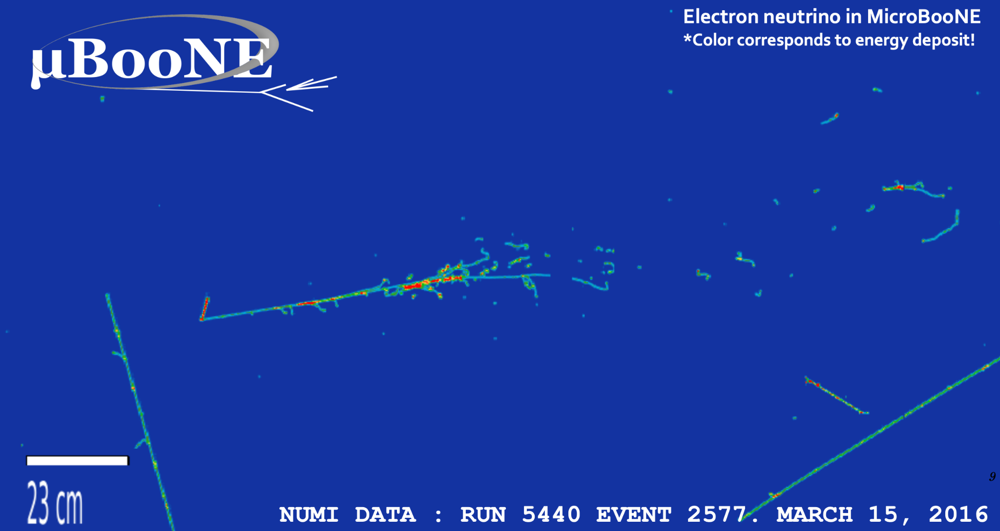 µBooNE
Electron neutrino in MicroBooNE
*Color corresponds to energy deposit!
23 cm
9
NUMI DATA : RUN 5440 EVENT 2577. MARCH 15, 2016